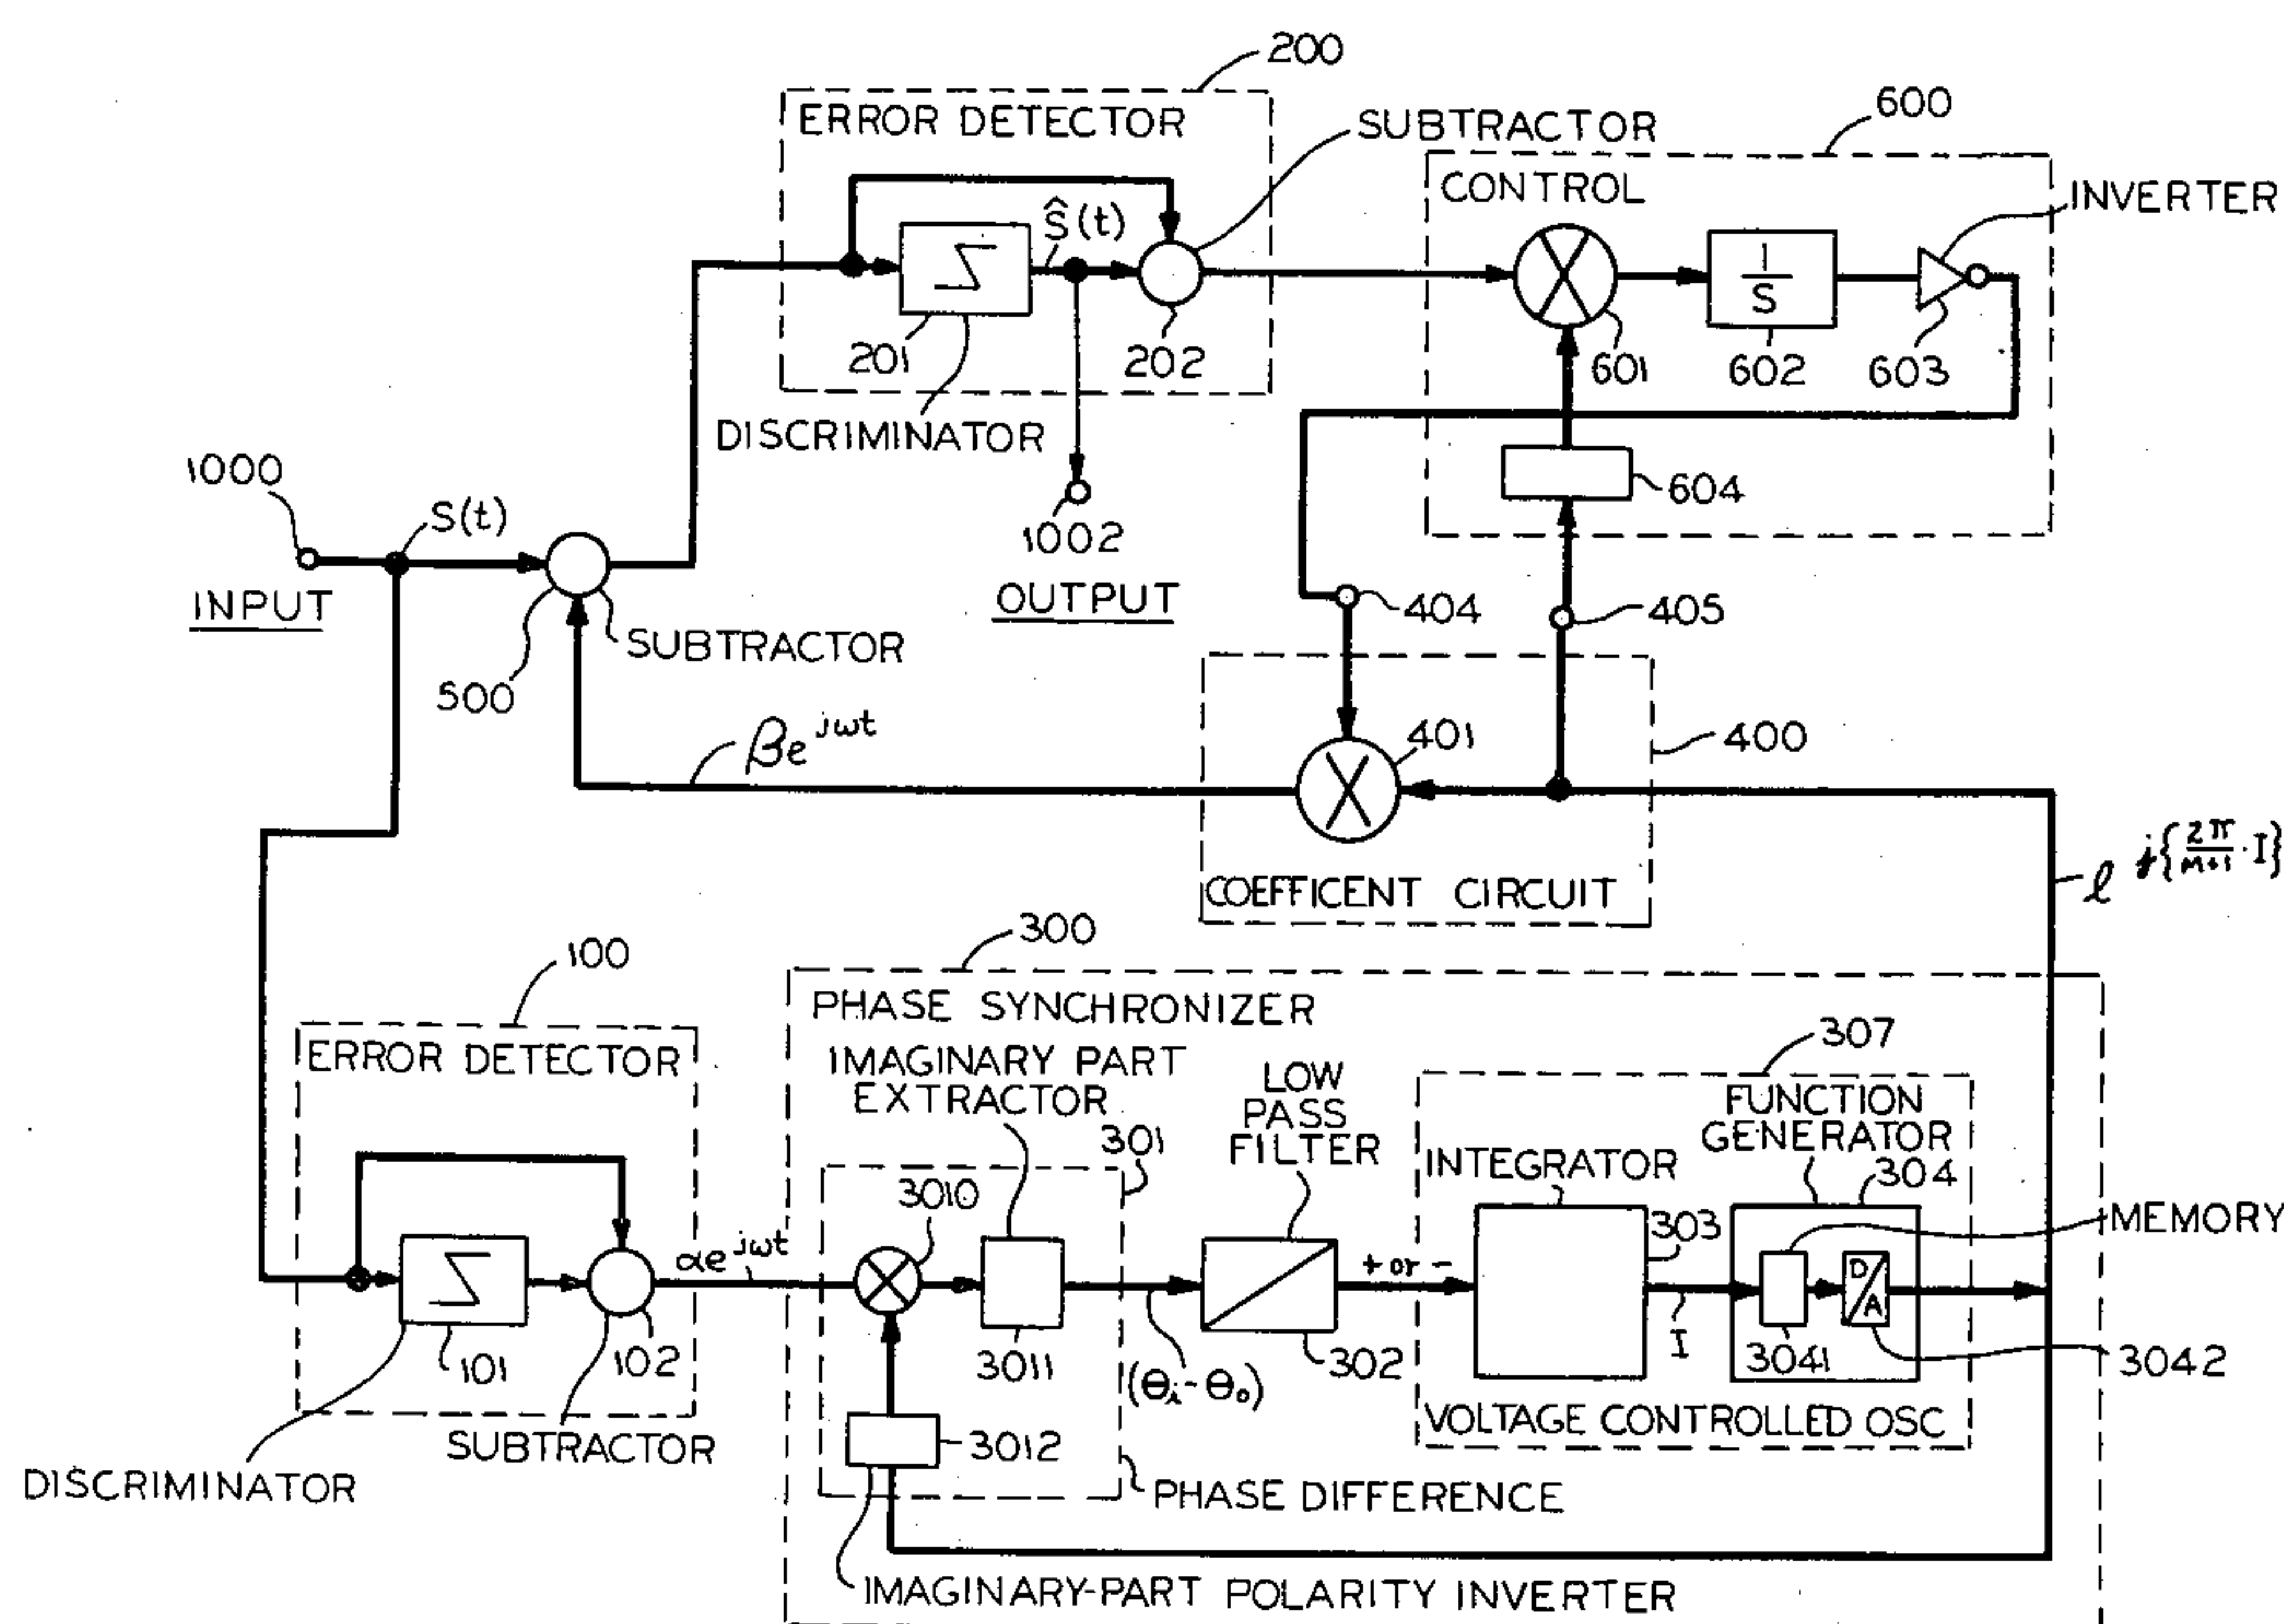 200
ERROR DETECTOR
SUBTRACTOR
600
CONTROL
INVERTER
Ŝ(t)
1
S
201
202
601
602
603
DISCRIMINATOR
604
1000
S(t)
1002
INPUT
OUTPUT
404
405
SUBTRACTOR
500
βe^jωt
401
400
COEFFICENT CIRCUIT
ℓ^j{2π/M+1·I}
300
100
PHASE SYNCHRONIZER
ERROR DETECTOR
IMAGINARY PART
EXTRACTOR
LOW
PASS
FILTER
307
FUNCTION
GENERATOR
301
INTEGRATOR
304
3010
303
MEMORY
αe^jωt
+ or -
D/A
I
101
102
3011
302
3041
3042
(θi-θo)
VOLTAGE CONTROLLED OSC
SUBTRACTOR
3012
DISCRIMINATOR
PHASE DIFFERENCE
IMAGINARY-PART POLARITY INVERTER